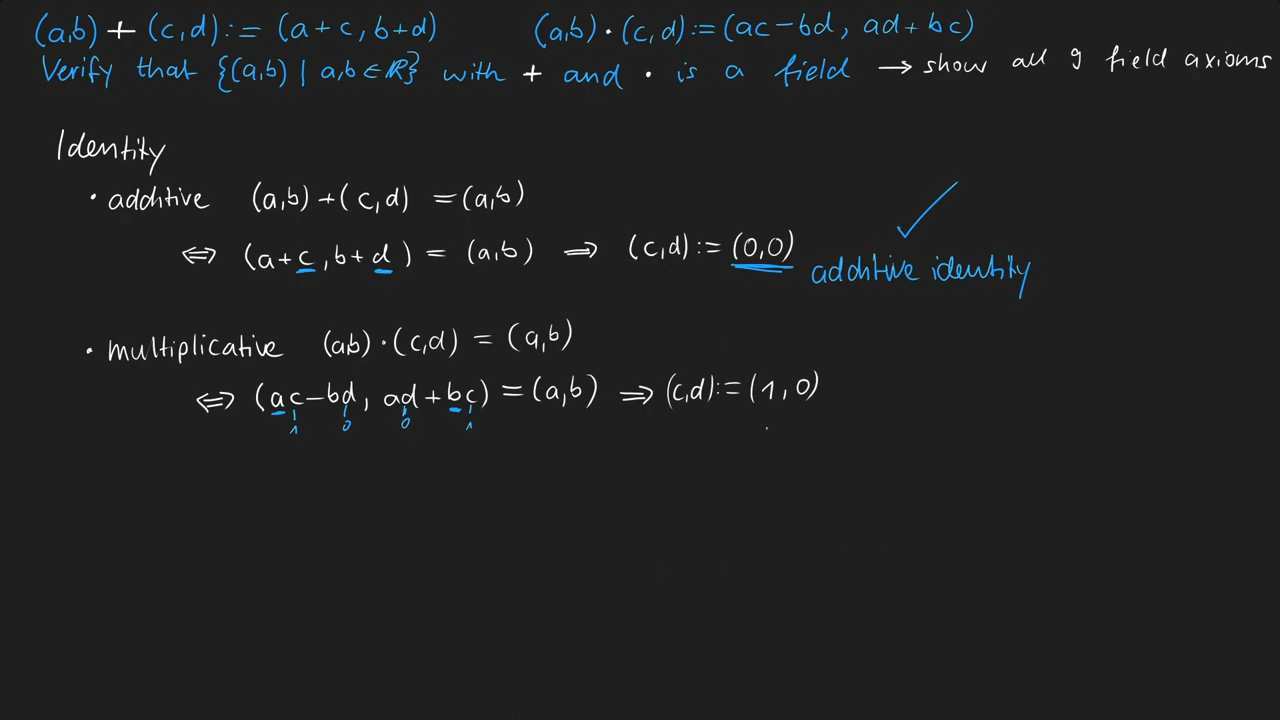 (a,b) + (c,d) := (a+c, b+d) (a,b) · (c,d) := (ac−bd, ad+bc)
Verify that {(a,b) | a,b ∈ ℝ} with + and · is a field → show all 9 field axioms
Identity
· additive (a,b)+(c,d) = (a,b)
⇔ (a+c, b+d) = (a,b) ⇒ (c,d) := (0,0) ✓
additive identity
· multiplicative (ab)·(c,d) = (a,b)
⇔ (ac−bd, ad+bc) = (a,b) ⇒ (c,d) := (1,0)
1 0 0 1